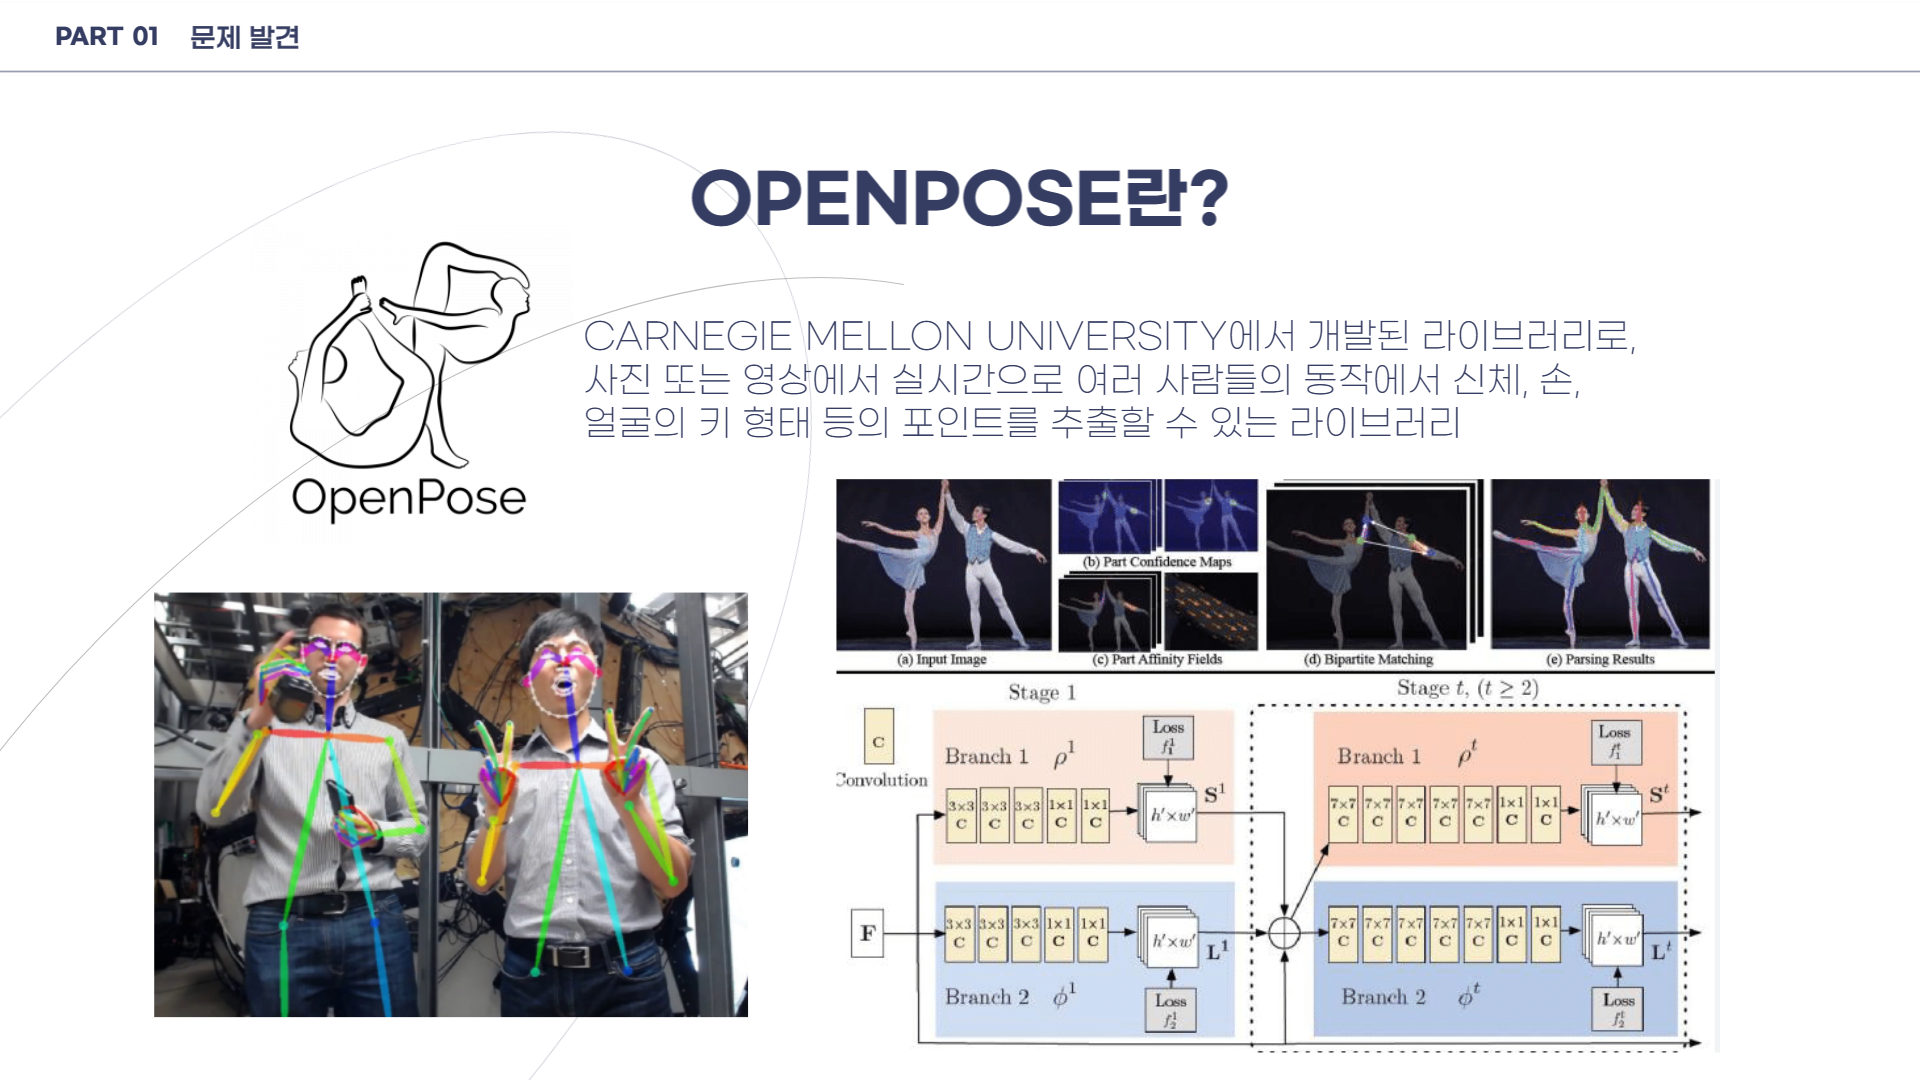 PART 01 문제 발견
OPENPOSE란?
OpenPose
CARNEGIE MELLON UNIVERSITY에서 개발된 라이브러리로,
사진 또는 영상에서 실시간으로 여러 사람들의 동작에서 신체, 손,
얼굴의 키 형태 등의 포인트를 추출할 수 있는 라이브러리
(a) Input Image
(b) Part Confidence Maps
(c) Part Affinity Fields
(d) Bipartite Matching
(e) Parsing Results
Stage 1
Stage t, (t ≥ 2)
C
Convolution
Branch 1 ρ¹
Loss
f₁¹
3×3 C 3×3 C 3×3 C 1×1 C 1×1 C
h′×w′
S¹
Branch 1 ρᵗ
Loss
f₁ᵗ
7×7 C 7×7 C 7×7 C 7×7 C 7×7 C 1×1 C 1×1 C
h′×w′
Sᵗ
F
3×3 C 3×3 C 3×3 C 1×1 C 1×1 C
h′×w′
L¹
Branch 2 ϕ¹
Loss
f₂¹
7×7 C 7×7 C 7×7 C 7×7 C 7×7 C 1×1 C 1×1 C
h′×w′
Lᵗ
Branch 2 ϕᵗ
Loss
f₂ᵗ